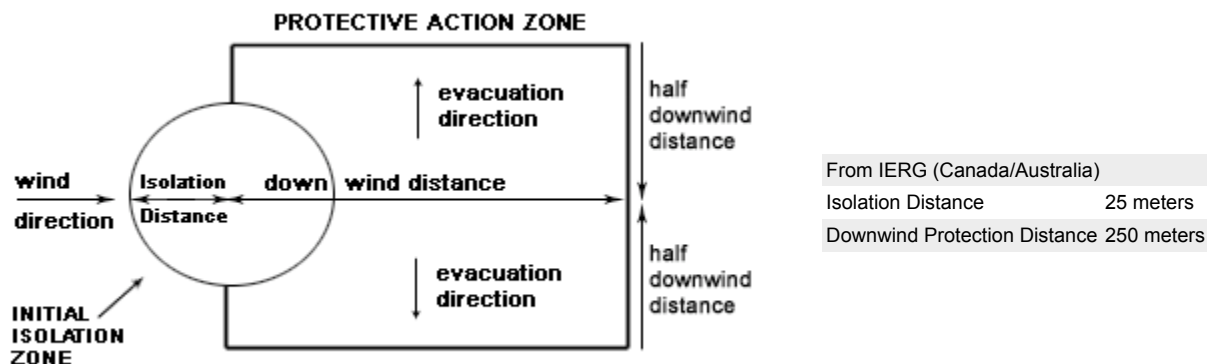 PROTECTIVE ACTION ZONE
evacuation
direction
half
downwind
distance
wind
direction
Isolation
Distance
down wind distance
evacuation
direction
half
downwind
distance
INITIAL
ISOLATION
ZONE
From IERG (Canada/Australia)
Isolation Distance 25 meters
Downwind Protection Distance 250 meters